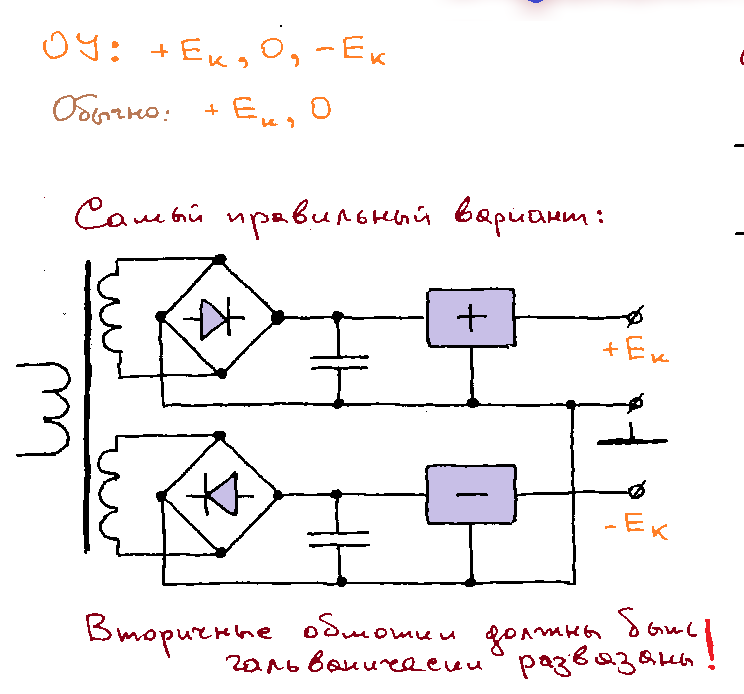 ОУ: +Eк, 0, -Eк
Обычно: +Eк, 0
Самый правильный вариант:
+
+Eк
-
-Eк
Вторичные обмотки должны быть
гальванически развязаны!